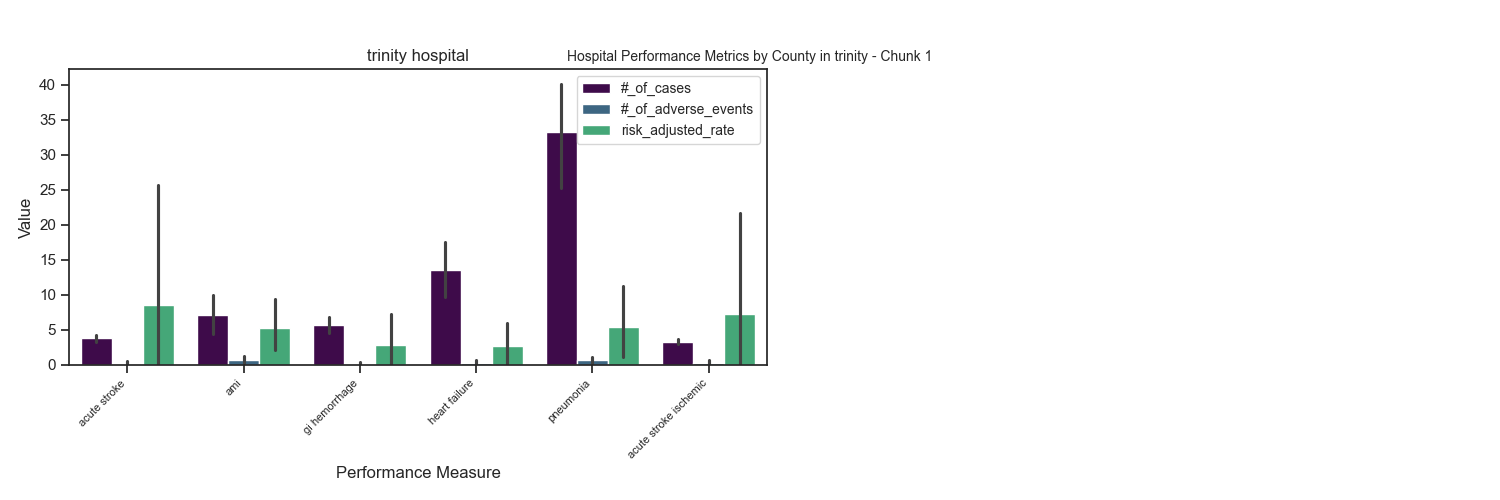 trinity hospital
Hospital Performance Metrics by County in trinity - Chunk 1
#_of_cases
#_of_adverse_events
risk_adjusted_rate
40
35
30
25
20
15
10
5
0
Value
acute stroke
ami
gi hemorrhage
heart failure
pneumonia
acute stroke ischemic
Performance Measure